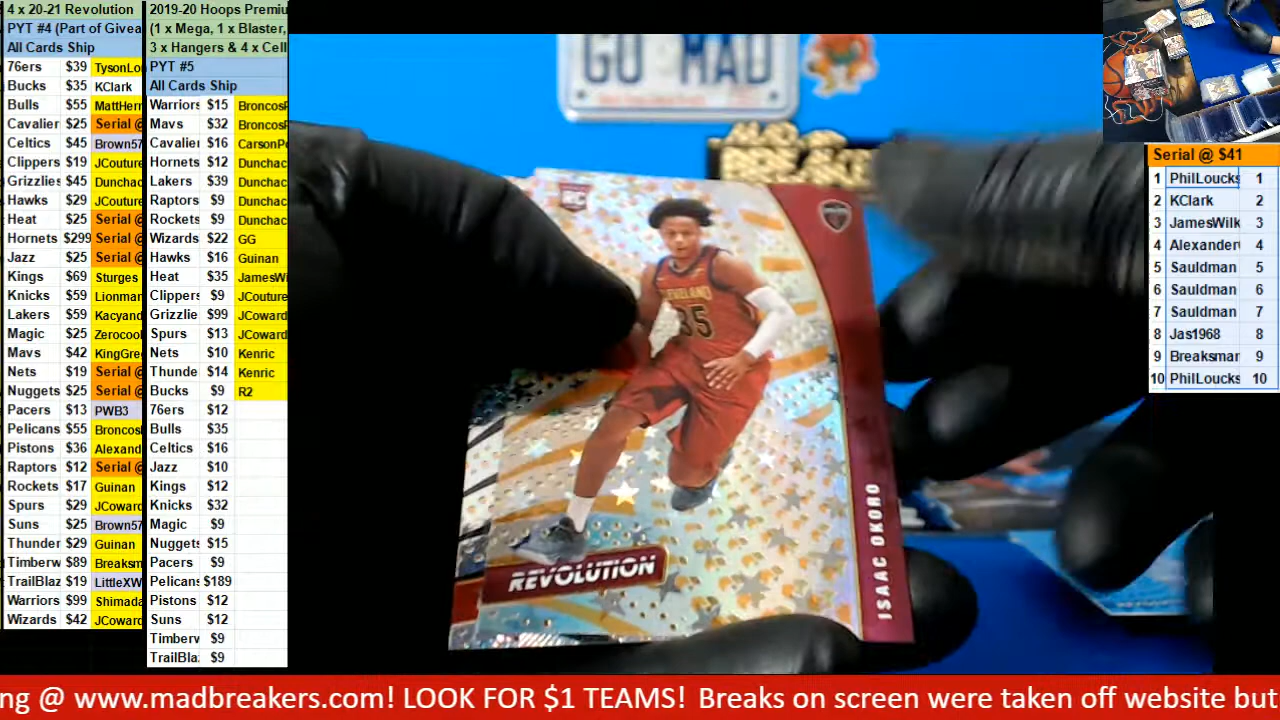 4 x 20-21 Revolution
PYT #4 (Part of Givea
All Cards Ship
76ers $39 TysonLo
Bucks $35 KClark
Bulls $55 MattHern
Cavalier $25 Serial @
Celtics $45 Brown57
Clippers $19 JCouture
Grizzlies $45 Dunchac
Hawks $29 JCouture
Heat $25 Serial @
Hornets $299 Serial @
Jazz $25 Serial @
Kings $69 Sturges
Knicks $59 Lionman
Lakers $59 Kacyand
Magic $25 Zerocool
Mavs $42 KingGre
Nets $19 Serial @
Nuggets $25 Serial @
Pacers $13 PWB3
Pelicans $55 Broncos
Pistons $36 Alexand
Raptors $12 Serial @
Rockets $17 Guinan
Spurs $29 JCoward
Suns $25 Brown57
Thunder $29 Guinan
Timberw $89 Breaksm
TrailBlaz $19 LittleXW
Warriors $99 Shimada
Wizards $42 JCoward
2019-20 Hoops Premiu
(1 x Mega, 1 x Blaster,
3 x Hangers & 4 x Cell
PYT #5
All Cards Ship
Warriors $15 BroncosF
Mavs $32 BroncosF
Cavalier $16 CarsonPo
Hornets $12 Dunchac
Lakers $39 Dunchac
Raptors $9 Dunchac
Rockets $9 Dunchac
Wizards $22 GG
Hawks $16 Guinan
Heat $35 JamesWi
Clippers $9 JCouture
Grizzlie $99 JCoward
Spurs $13 JCoward
Nets $10 Kenric
Thunde $14 Kenric
Bucks $9 R2
76ers $12
Bulls $35
Celtics $16
Jazz $10
Kings $12
Knicks $32
Magic $9
Nuggets $15
Pacers $9
Pelicans $189
Pistons $12
Suns $12
Timberw $9
TrailBla $9
GO MAD
RC
CLEVELAND
35
REVOLUTION
ISAAC OKORO
Serial @ $41
1 PhilLoucks 1
2 KClark 2
3 JamesWilk 3
4 Alexander 4
5 Sauldman 5
6 Sauldman 6
7 Sauldman 7
8 Jas1968 8
9 Breaksman 9
10 PhilLoucks 10
ng @ www.madbreakers.com! LOOK FOR $1 TEAMS! Breaks on screen were taken off website but